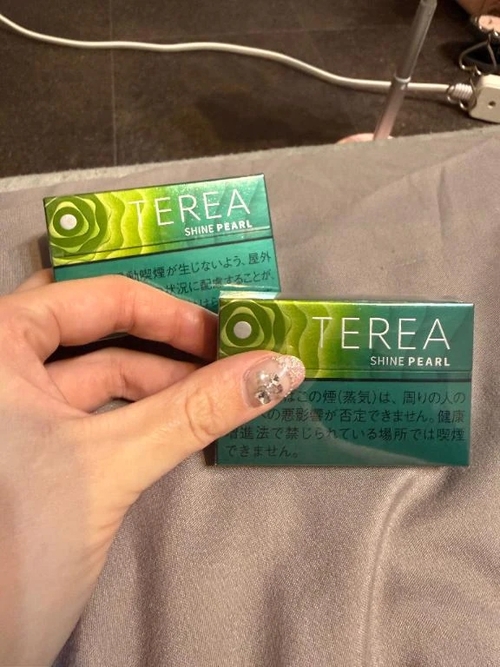 TEREA
SHINE PEARL
動喫煙が生じないよう、屋外
状況に配慮することが
TEREA
SHINE PEARL
はこの煙(蒸気)は、周りの人の
の悪影響が否定できません。健康
増進法で禁じられている場所では喫煙
できません。